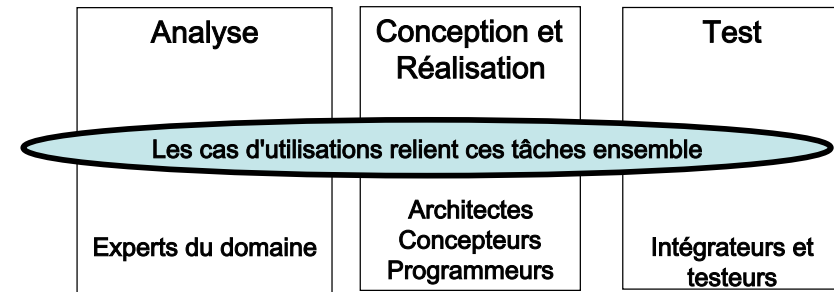 Analyse
Conception et
Réalisation
Test
Les cas d'utilisations relient ces tâches ensemble
Experts du domaine
Architectes
Concepteurs
Programmeurs
Intégrateurs et
testeurs